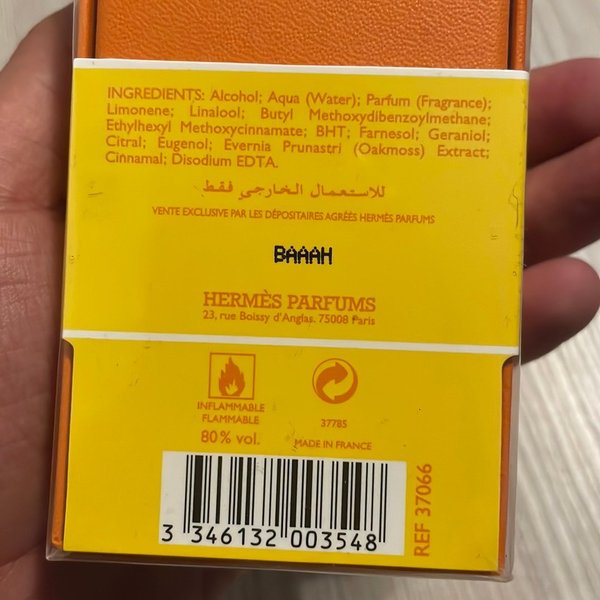 INGREDIENTS: Alcohol; Aqua (Water); Parfum (Fragrance);
Limonene; Linalool; Butyl Methoxydibenzoylmethane;
Ethylhexyl Methoxycinnamate; BHT; Farnesol; Geraniol;
Citral; Eugenol; Evernia Prunastri (Oakmoss) Extract;
Cinnamal; Disodium EDTA.
للاستعمال الخارجي فقط
VENTE EXCLUSIVE PAR LES DÉPOSITAIRES AGRÉÉS HERMÈS PARFUMS
BAAAH
HERMÈS PARFUMS
23, rue Boissy d'Anglas. 75008 Paris
INFLAMMABLE
FLAMMABLE
80% vol.
37785
MADE IN FRANCE
3 346132 003548
REF 37066